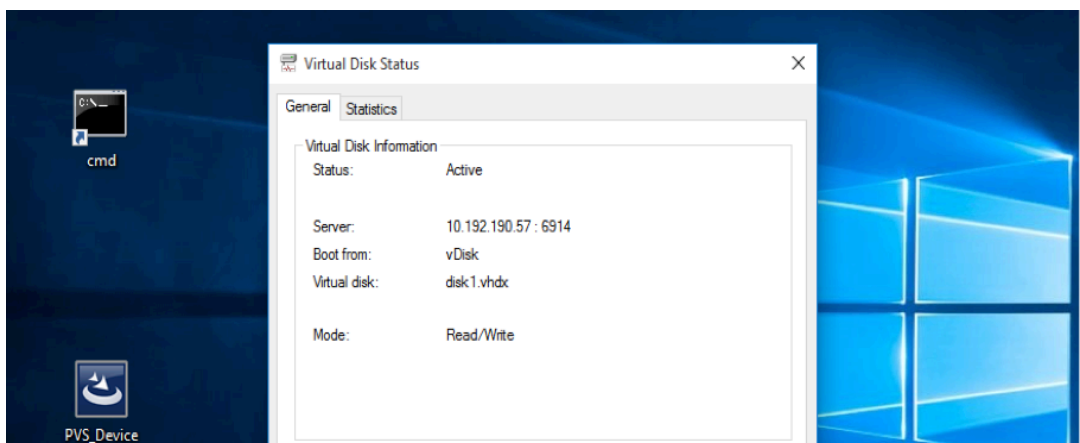 Virtual Disk Status
General Statistics
Virtual Disk Information
Status: Active
Server: 10.192.190.57 : 6914
Boot from: vDisk
Virtual disk: disk1.vhdx
Mode: Read/Write
C:\_
cmd
PVS_Device